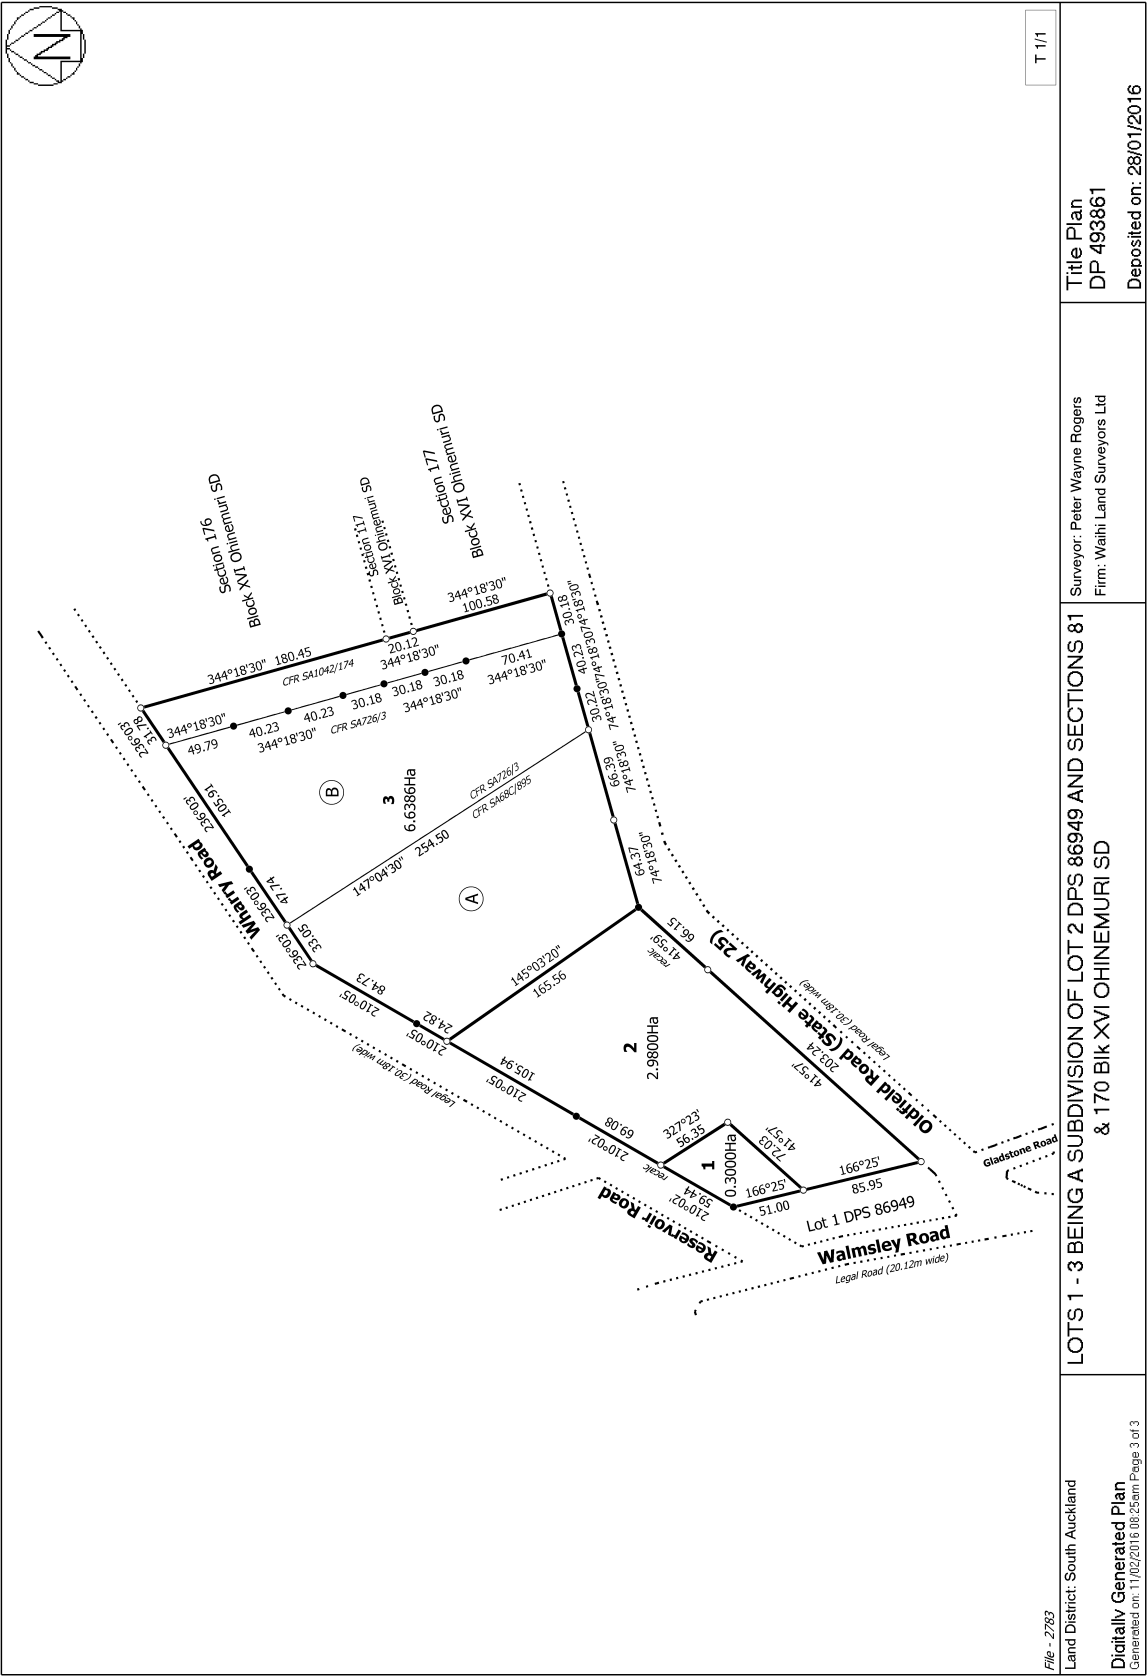 N
T 1/1
Section 176
Block XVI Ohinemuri SD
Section 117
Block XVI Ohinemuri SD
Section 177
Block XVI Ohinemuri SD
236°03'
31.78
344°18'30" 180.45
CFR SA1042/174
20.12
344°18'30"
344°18'30"
100.58
344°18'30"
49.79
40.23
344°18'30"
40.23
CFR SA726/3
30.18
30.18
344°18'30"
30.18
70.41
344°18'30"
30.18
74°18'30"
40.23
74°18'30"
30.22
74°18'30"
66.39
74°18'30"
64.37
74°18'30"
236°03'
105.91
Wharry Road
236°03'
47.74
236°03'
33.05
B
3
6.6386Ha
CFR SA726/3
CFR SA68C/895
147°04'30" 254.50
A
210°05'
84.73
210°05'
24.82
145°03'20"
165.56
Legal Road (30.18m wide)
66.15
41°59'
recalc
Oldfield Road (State Highway 25)
Legal Road (30.18m wide)
203.24
41°57'
2
2.9800Ha
210°05'
105.94
210°02'
69.08
327°23'
56.35
recalc
1
0.3000Ha
72.03
41°57'
210°02'
59.44
166°25'
51.00
166°25'
85.95
Lot 1 DPS 86949
Reservoir Road
Walmsley Road
Legal Road (20.12m wide)
Gladstone Road
File - 2783
Land District: South Auckland
Digitally Generated Plan
Generated on: 11/02/2016 08:25am Page 3 of 3
LOTS 1 - 3 BEING A SUBDIVISION OF LOT 2 DPS 86949 AND SECTIONS 81
& 170 Blk XVI OHINEMURI SD
Surveyor: Peter Wayne Rogers
Firm: Waihi Land Surveyors Ltd
Title Plan
DP 493861
Deposited on: 28/01/2016